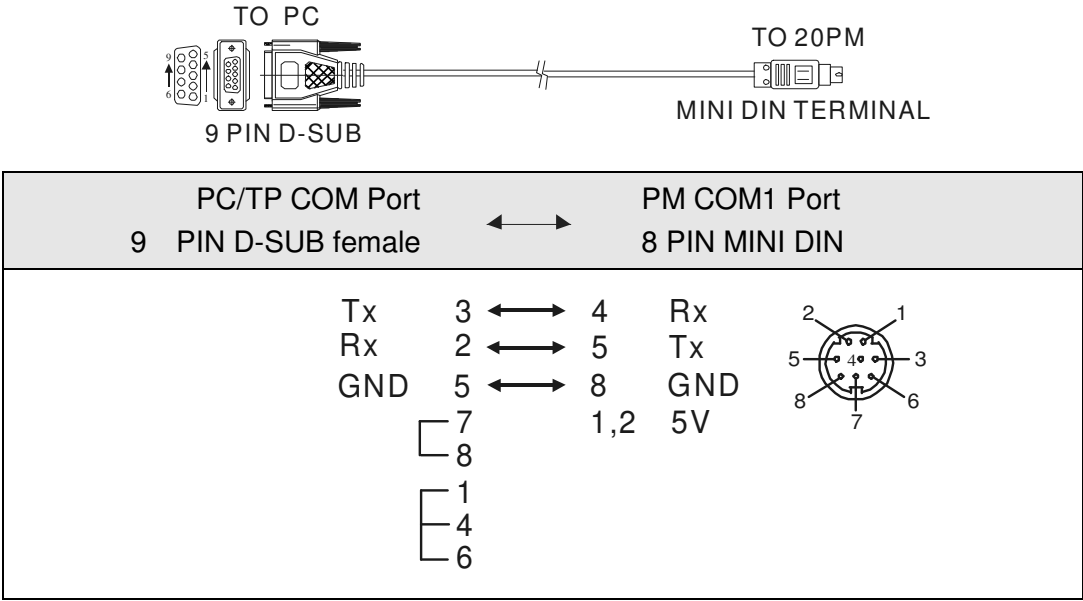 TO PC
TO 20PM
9 5
6 1
MINI DIN TERMINAL
9 PIN D-SUB
PC/TP COM Port PM COM1 Port
9 PIN D-SUB female 8 PIN MINI DIN
Tx 3 4 Rx
Rx 2 5 Tx
GND 5 8 GND
7 1,2 5V
8
1
4
6
2 1
5 4 3
8 6
7